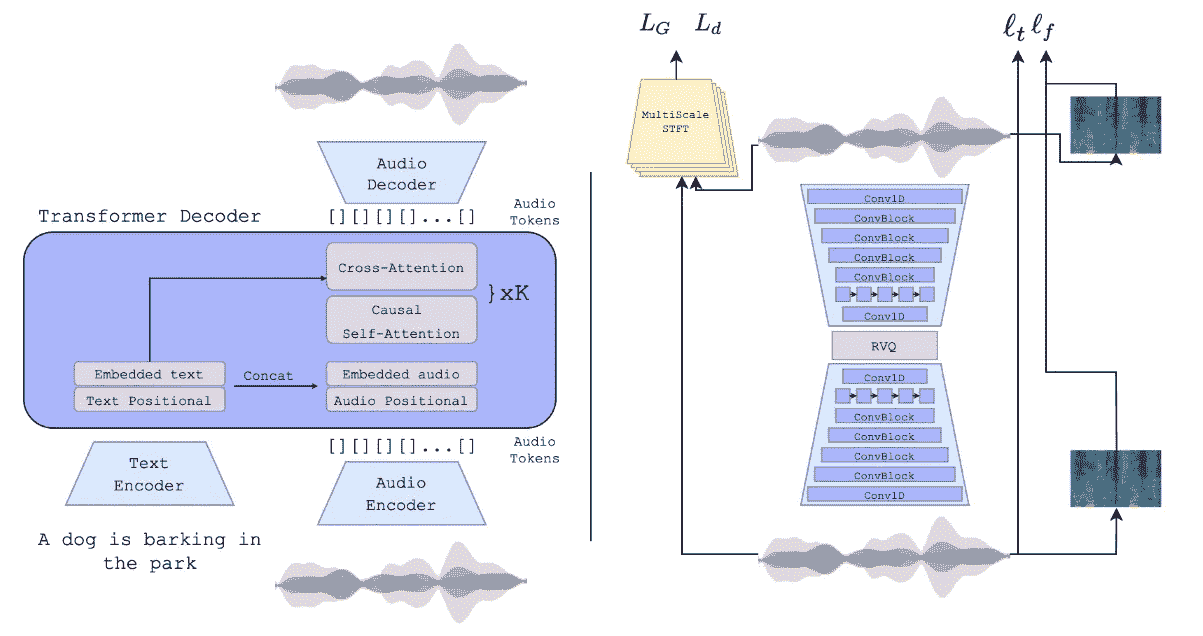 Audio
Decoder
Transformer Decoder
[][][][]...[]
Audio
Tokens
Cross-Attention
Causal
Self-Attention
}xK
Embedded text
Text Positional
Concat
Embedded audio
Audio Positional
[][][][]...[]
Audio
Tokens
Text
Encoder
Audio
Encoder
A dog is barking in
the park
L_G L_d
ℓ_t ℓ_f
MultiScale
STFT
Conv1D
ConvBlock
ConvBlock
ConvBlock
ConvBlock
Conv1D
RVQ
Conv1D
ConvBlock
ConvBlock
ConvBlock
ConvBlock
Conv1D